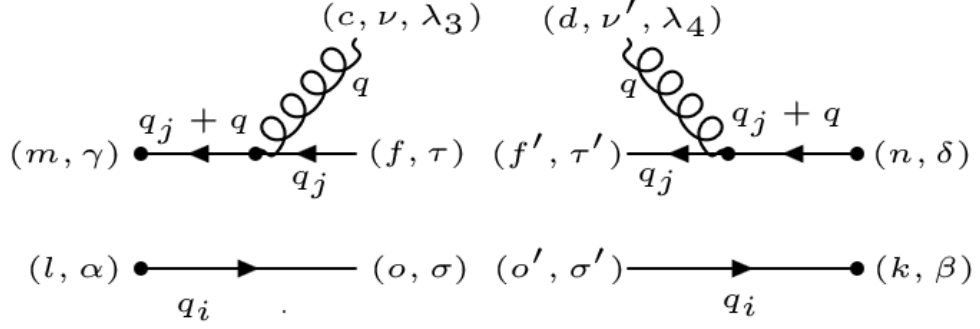 (c, ν, λ₃) (d, ν′, λ₄)
q q
q_j + q q_j + q
(m, γ) (f, τ) (f′, τ′) (n, δ)
q_j q_j
(l, α) (o, σ) (o′, σ′) (k, β)
q_i . q_i